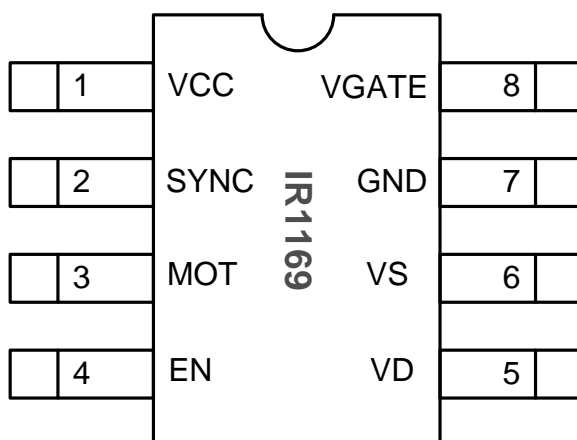 1 VCC VGATE 8
2 SYNC GND 7
3 MOT VS 6
4 EN VD 5
IR1169